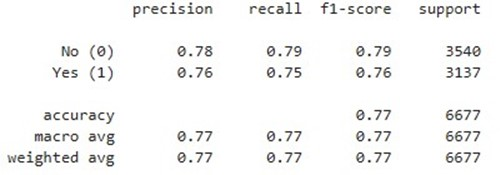 precision recall f1-score support
No (0) 0.78 0.79 0.79 3540
Yes (1) 0.76 0.75 0.76 3137
accuracy 0.77 6677
macro avg 0.77 0.77 0.77 6677
weighted avg 0.77 0.77 0.77 6677